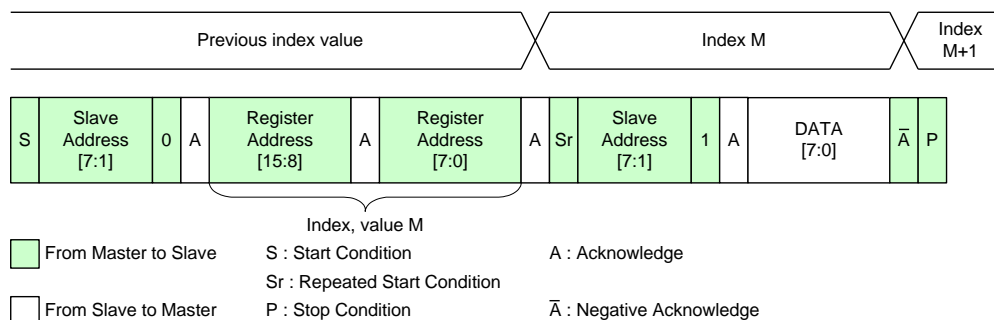 Previous index value
Index M
Index
M+1
S
Slave
Address
[7:1]
0
A
Register
Address
[15:8]
A
Register
Address
[7:0]
A
Sr
Slave
Address
[7:1]
1
A
DATA
[7:0]
A̅
P
Index, value M
From Master to Slave
S : Start Condition
A : Acknowledge
Sr : Repeated Start Condition
From Slave to Master
P : Stop Condition
A̅ : Negative Acknowledge